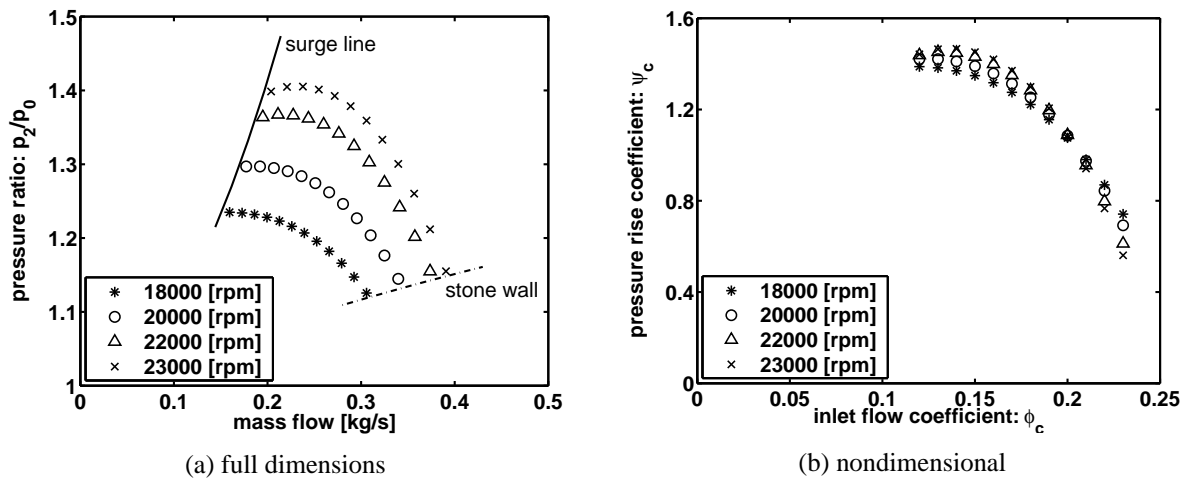 1.5
1.4
1.3
1.2
1.1
1
pressure ratio: p2/p0
surge line
stone wall
18000 [rpm]
20000 [rpm]
22000 [rpm]
23000 [rpm]
0
0.1
0.2
0.3
0.4
0.5
mass flow [kg/s]
(a) full dimensions
1.6
1.2
0.8
0.4
0
pressure rise coefficient: ψc
18000 [rpm]
20000 [rpm]
22000 [rpm]
23000 [rpm]
0
0.05
0.1
0.15
0.2
0.25
inlet flow coefficient: ϕc
(b) nondimensional